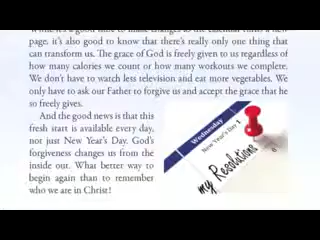 page, it's also good to know that there's really only one thing that
can transform us. The grace of God is freely given to us regardless of
how many calories we count or how many workouts we complete.
We don't have to watch less television and eat more vegetables. We
only have to ask our Father to forgive us and accept the grace that he
so freely gives.
And the good news is that this
fresh start is available every day,
not just New Year's Day. God's
forgiveness changes us from the
inside out. What better way to
begin again than to remember
who we are in Christ!
Wednesday
New Year's Day 1
my Resolutions